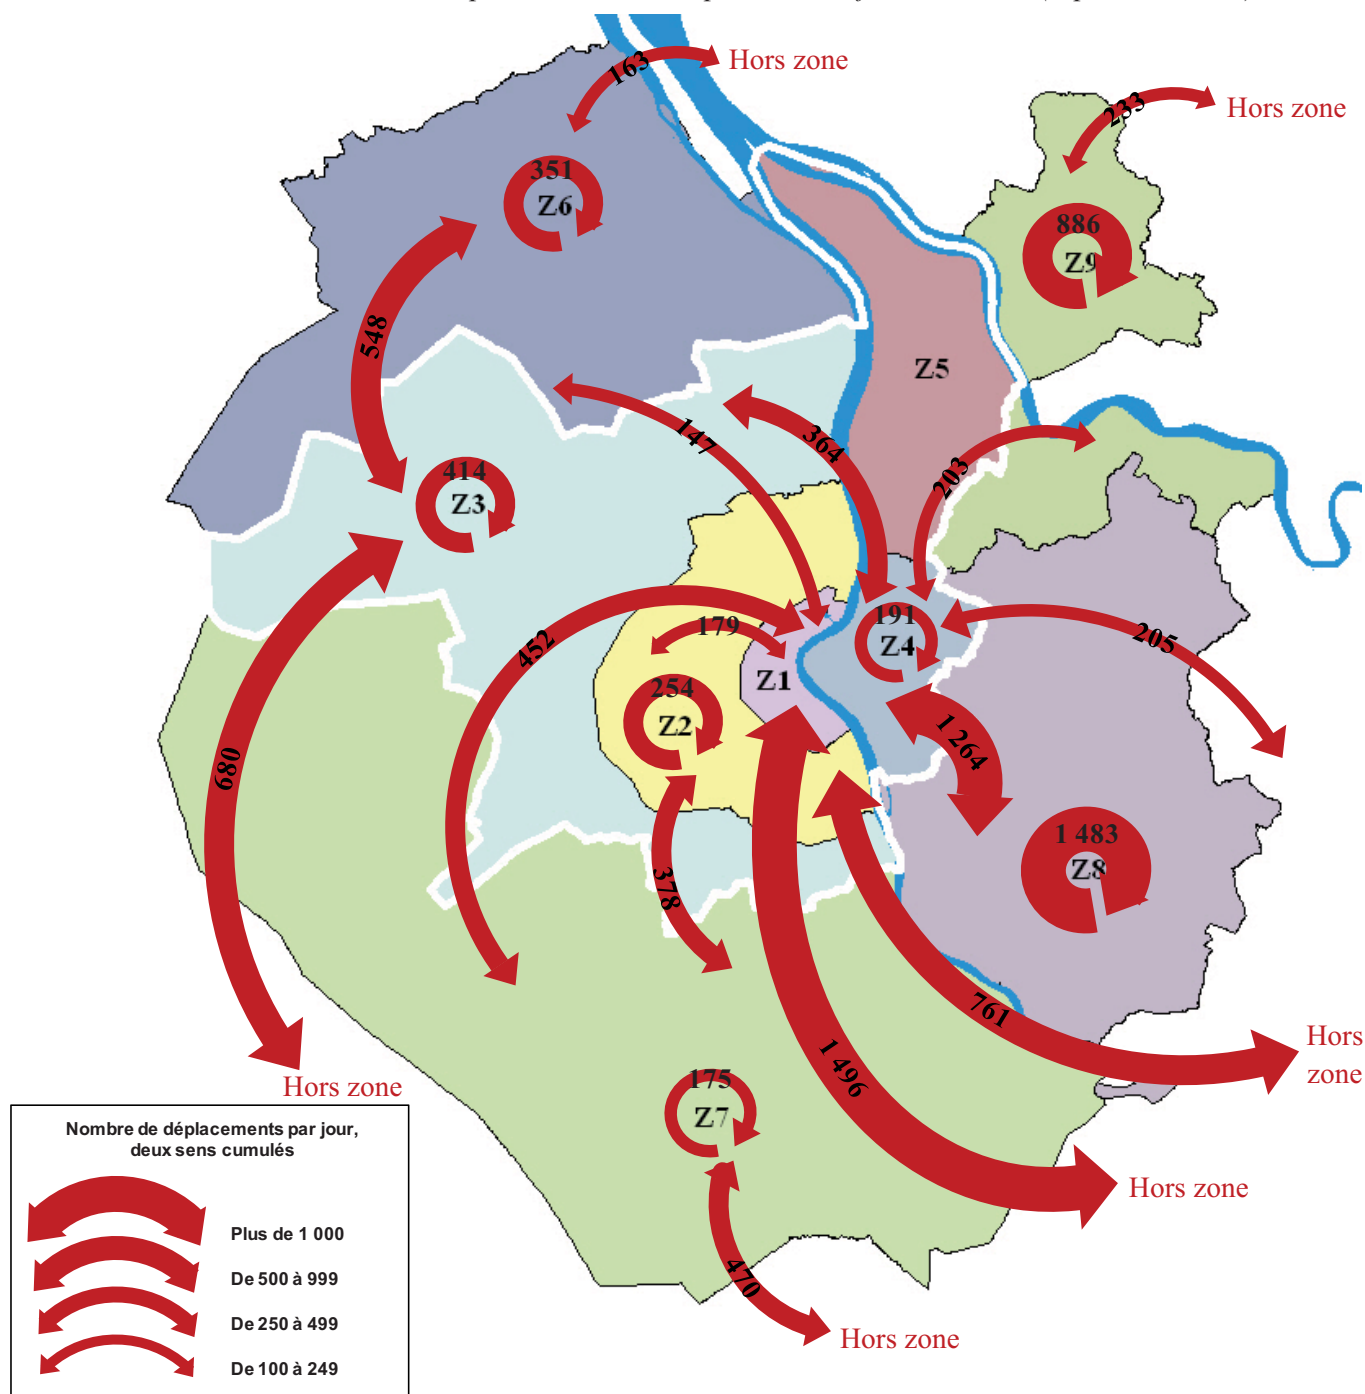 163
Hors zone
233
Hors zone
351
Z6
886
Z9
548
Z5
147
364
203
414
Z3
191
Z4
205
452
179
Z1
254
Z2
1 264
680
378
1 483
Z8
761
Hors
zone
1 496
Hors zone
175
Z7
Hors zone
470
Hors zone
Nombre de déplacements par jour,
deux sens cumulés
Plus de 1 000
De 500 à 999
De 250 à 499
De 100 à 249